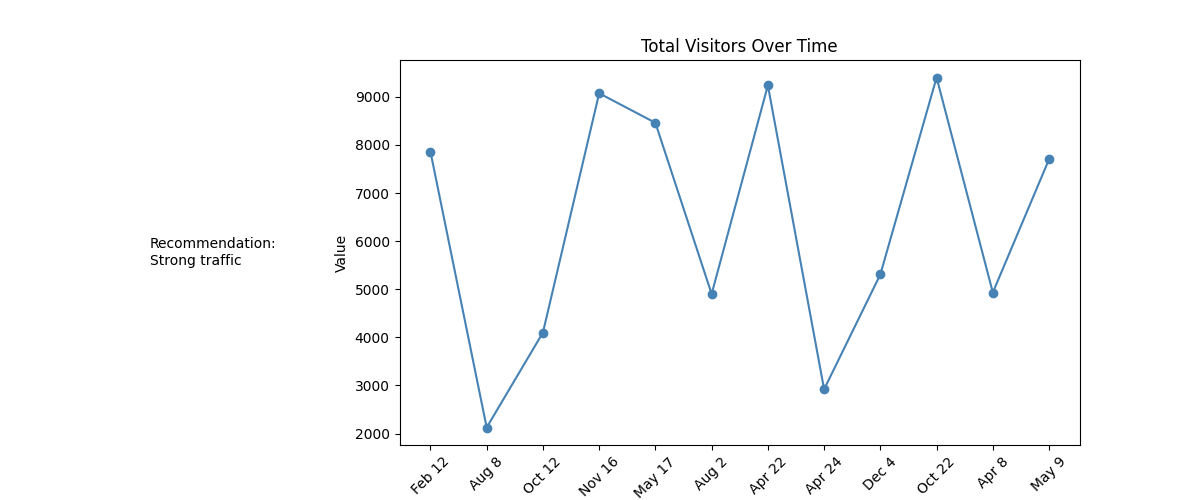 Total Visitors Over Time
Recommendation:
Strong traffic
Value
9000
8000
7000
6000
5000
4000
3000
2000
Feb 12
Aug 8
Oct 12
Nov 16
May 17
Aug 2
Apr 22
Apr 24
Dec 4
Oct 22
Apr 8
May 9